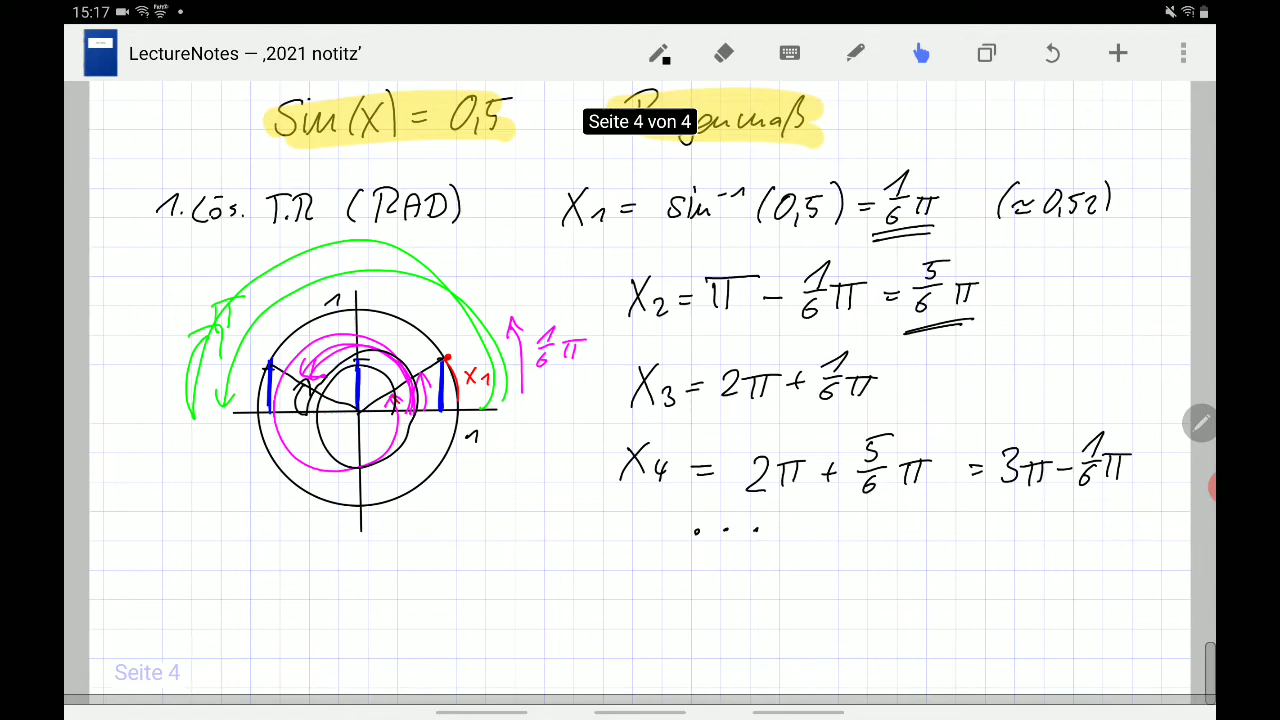 15:17
LectureNotes — ‚2021 notitz’
Sin(x) = 0,5
Seite 4 von 4
1. Lös. T.R (RAD) X1 = sin⁻¹(0,5) = 1/6 π (≈ 0,52)
X2 = π - 1/6 π = 5/6 π
X3 = 2π + 1/6 π
X4 = 2π + 5/6 π = 3π - 1/6 π
...
1
π
1/6 π
x1
1
Seite 4